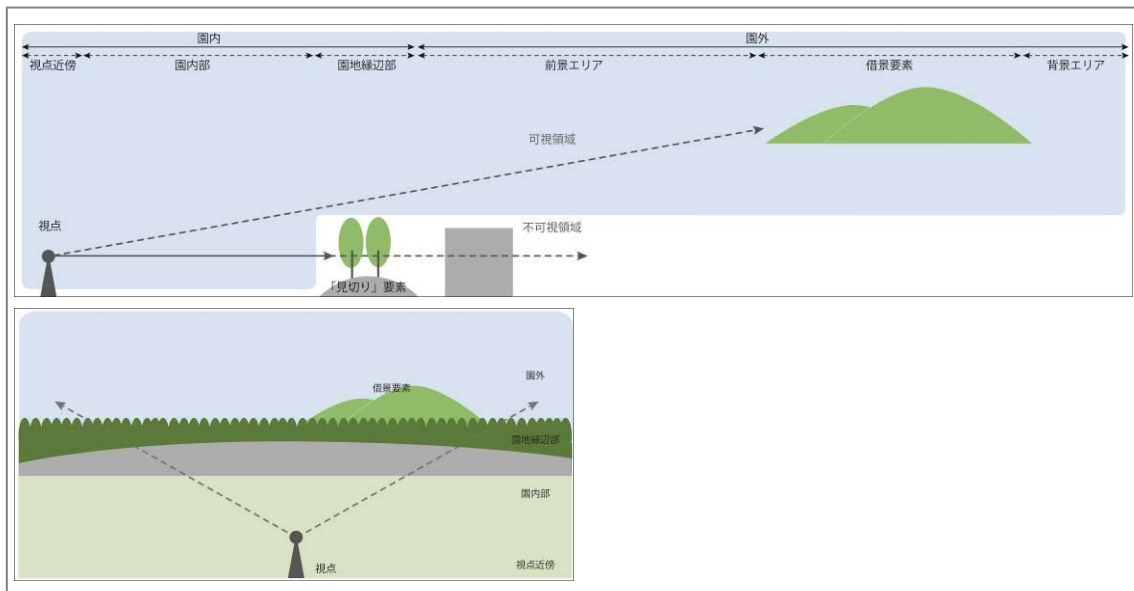 園内
園外
視点近傍
園内部
園地縁辺部
前景エリア
借景要素
背景エリア
可視領域
視点
不可視領域
「見切り」要素
園外
借景要素
園地縁辺部
園内部
視点
視点近傍